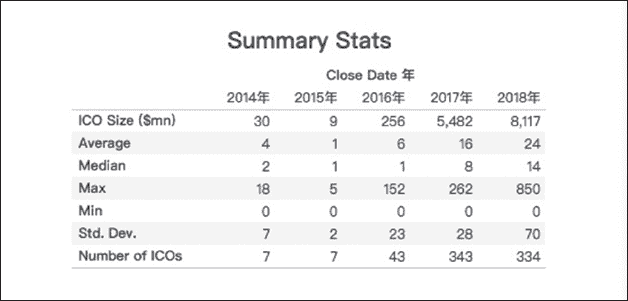 Summary Stats
Close Date 年
2014年 2015年 2016年 2017年 2018年
ICO Size ($mn) 30 9 256 5,482 8,117
Average 4 1 6 16 24
Median 2 1 1 8 14
Max 18 5 152 262 850
Min 0 0 0 0 0
Std. Dev. 7 2 23 28 70
Number of ICOs 7 7 43 343 334